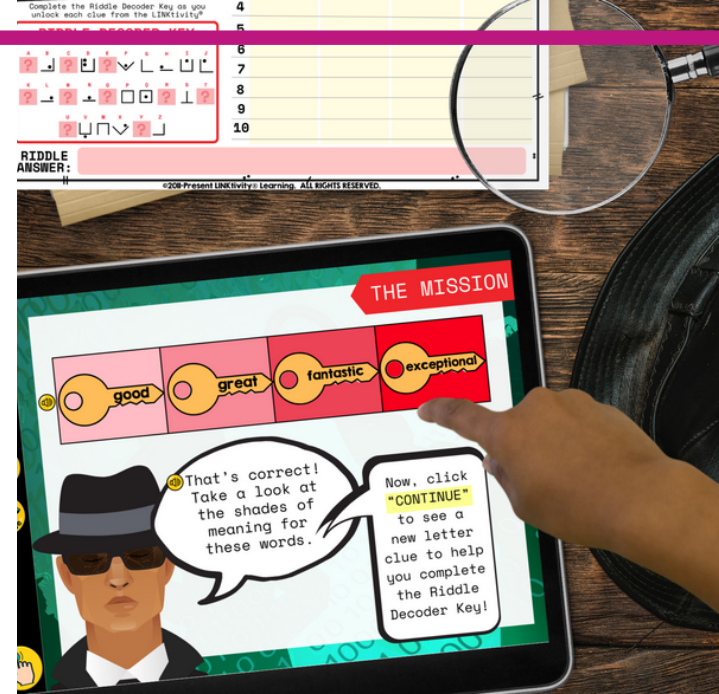 Complete the Riddle Decoder Key as you
unlock each clue from the LINKtivity®
RIDDLE DECODER KEY
A B C D E F G H I J
? ? ? ?
K L M N O P Q R S T
? ? ? ? ?
U V W X Y Z
? ?
4
5
6
7
8
9
10
RIDDLE
ANSWER:
©2011-Present LINKtivity® Learning. ALL RIGHTS RESERVED.
THE MISSION
good
great
fantastic
exceptional
That's correct!
Take a look at
the shades of
meaning for
these words.
Now, click
"CONTINUE"
to see a
new letter
clue to help
you complete
the Riddle
Decoder Key!